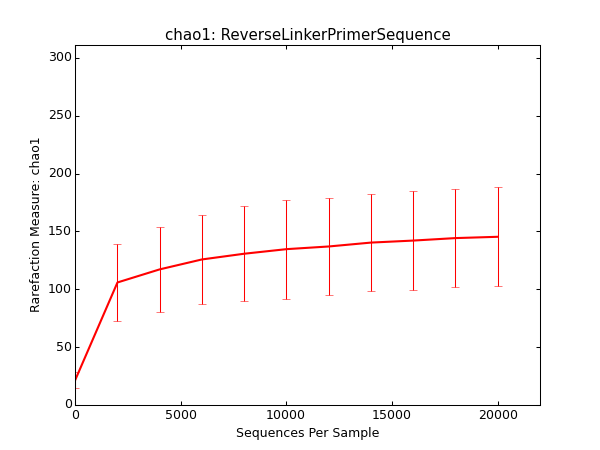 chao1: ReverseLinkerPrimerSequence
300
250
200
150
100
50
0
Rarefaction Measure: chao1
0 5000 10000 15000 20000
Sequences Per Sample